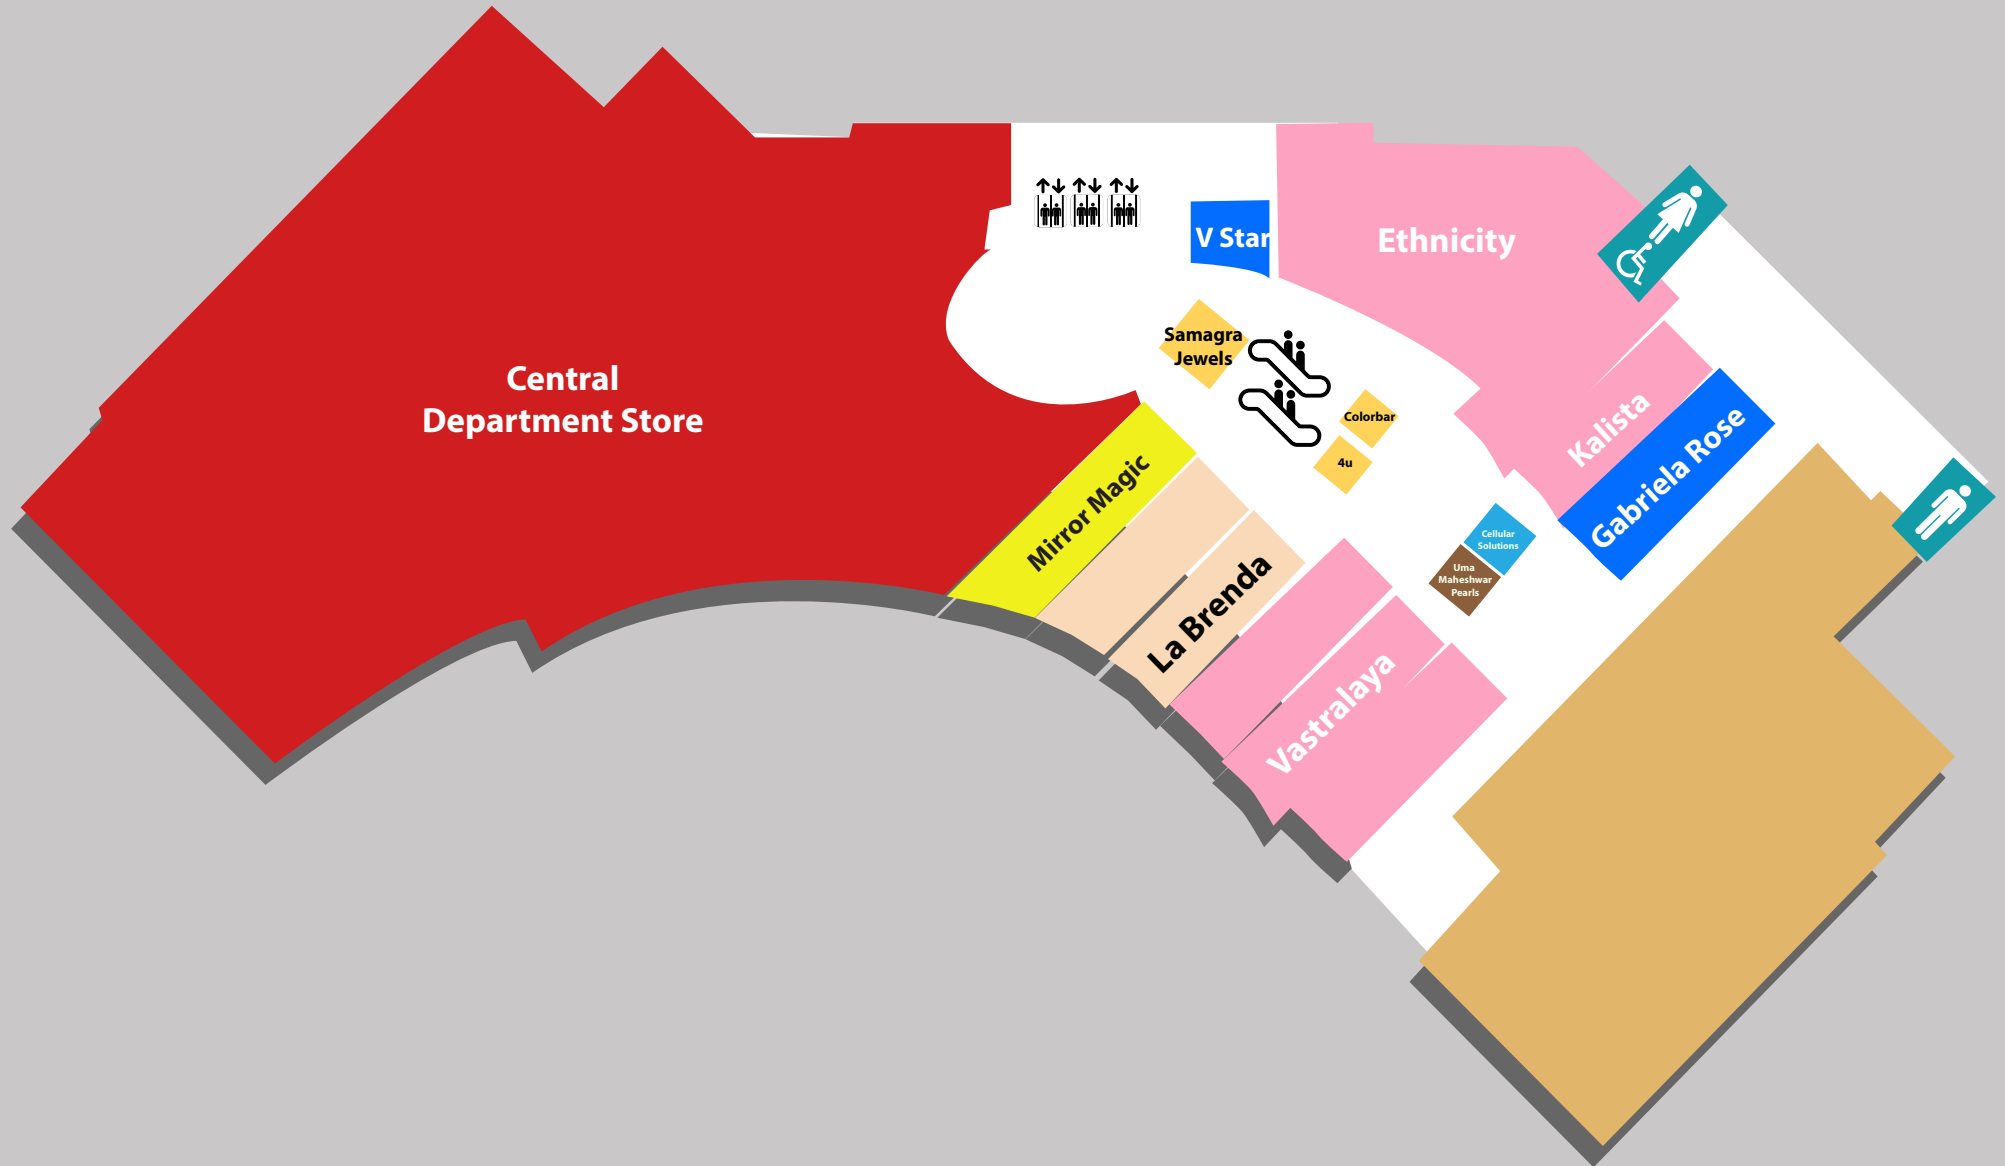 V Star
Ethnicity
Samagra
Jewels
Central
Department Store
Colorbar
Kalista
4u
Mirror Magic
Gabriela Rose
Cellular
Solutions
Uma
Maheshwar
Pearls
La Brenda
Vastralaya